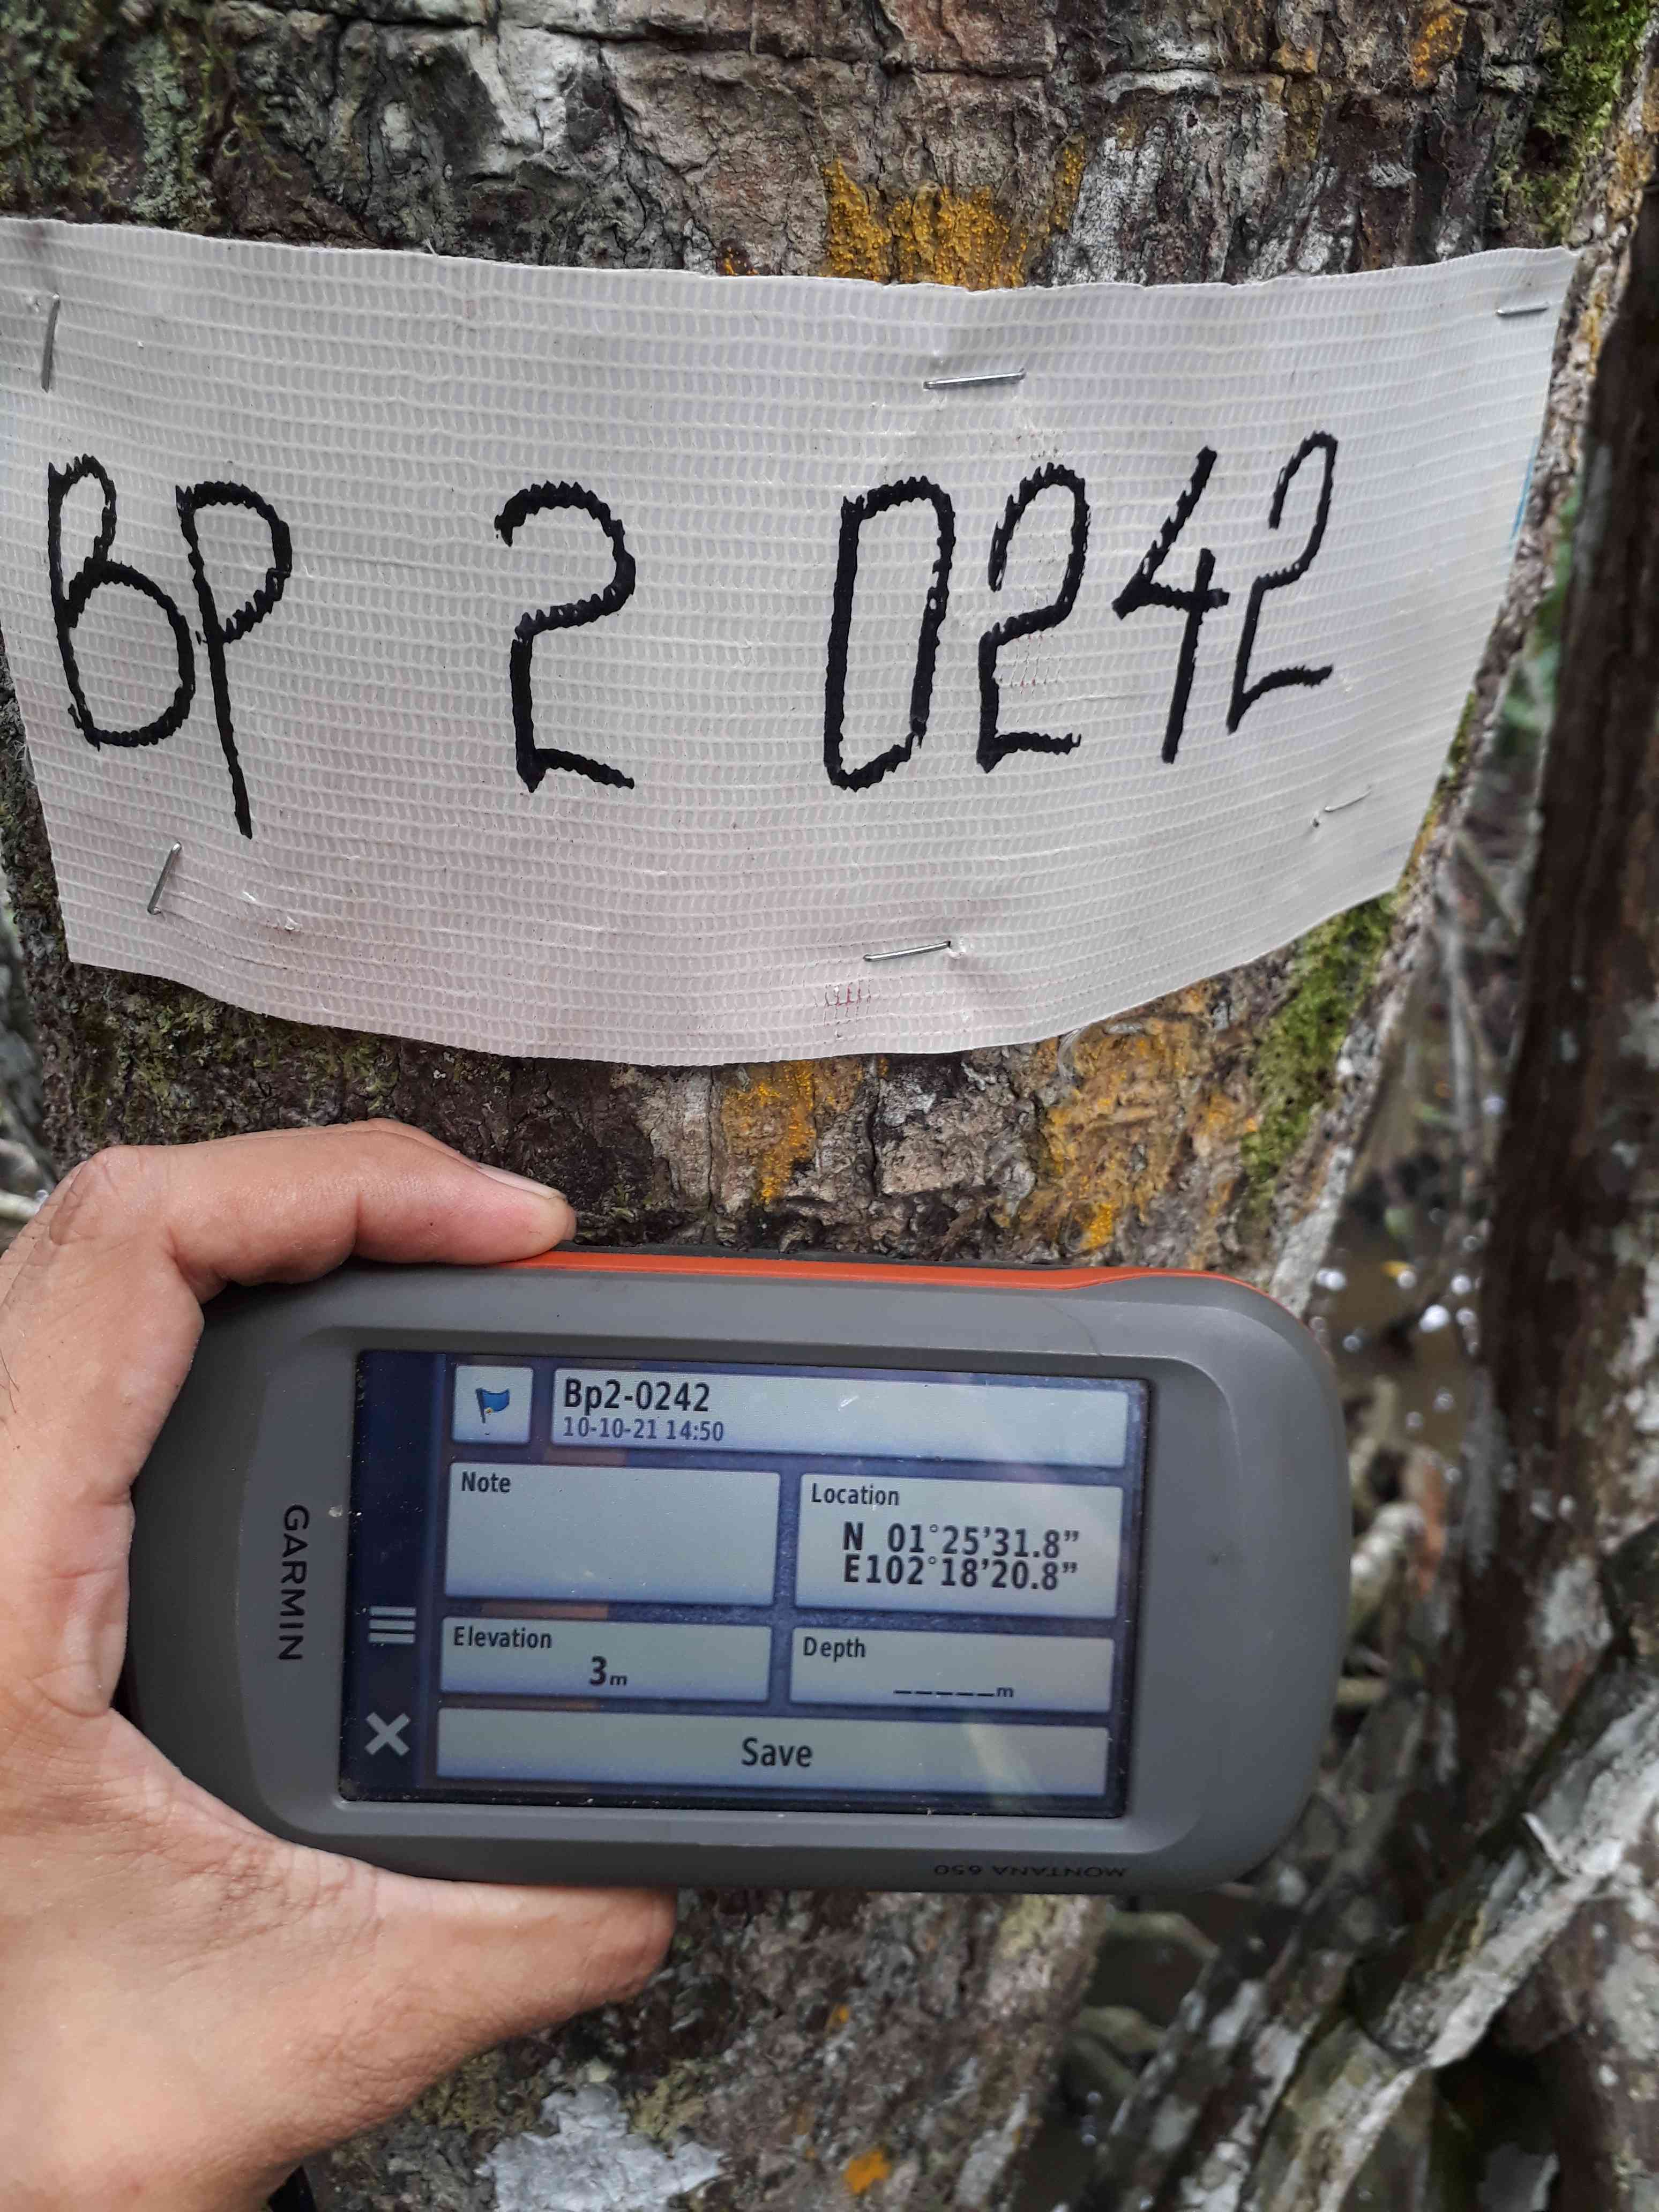 BP 2 0242
Bp2-0242
10-10-21 14:50
Note
Location
N 01°25'31.8"
E102°18'20.8"
Elevation
3m
Depth
_____m
Save
GARMIN
MONTANA 650